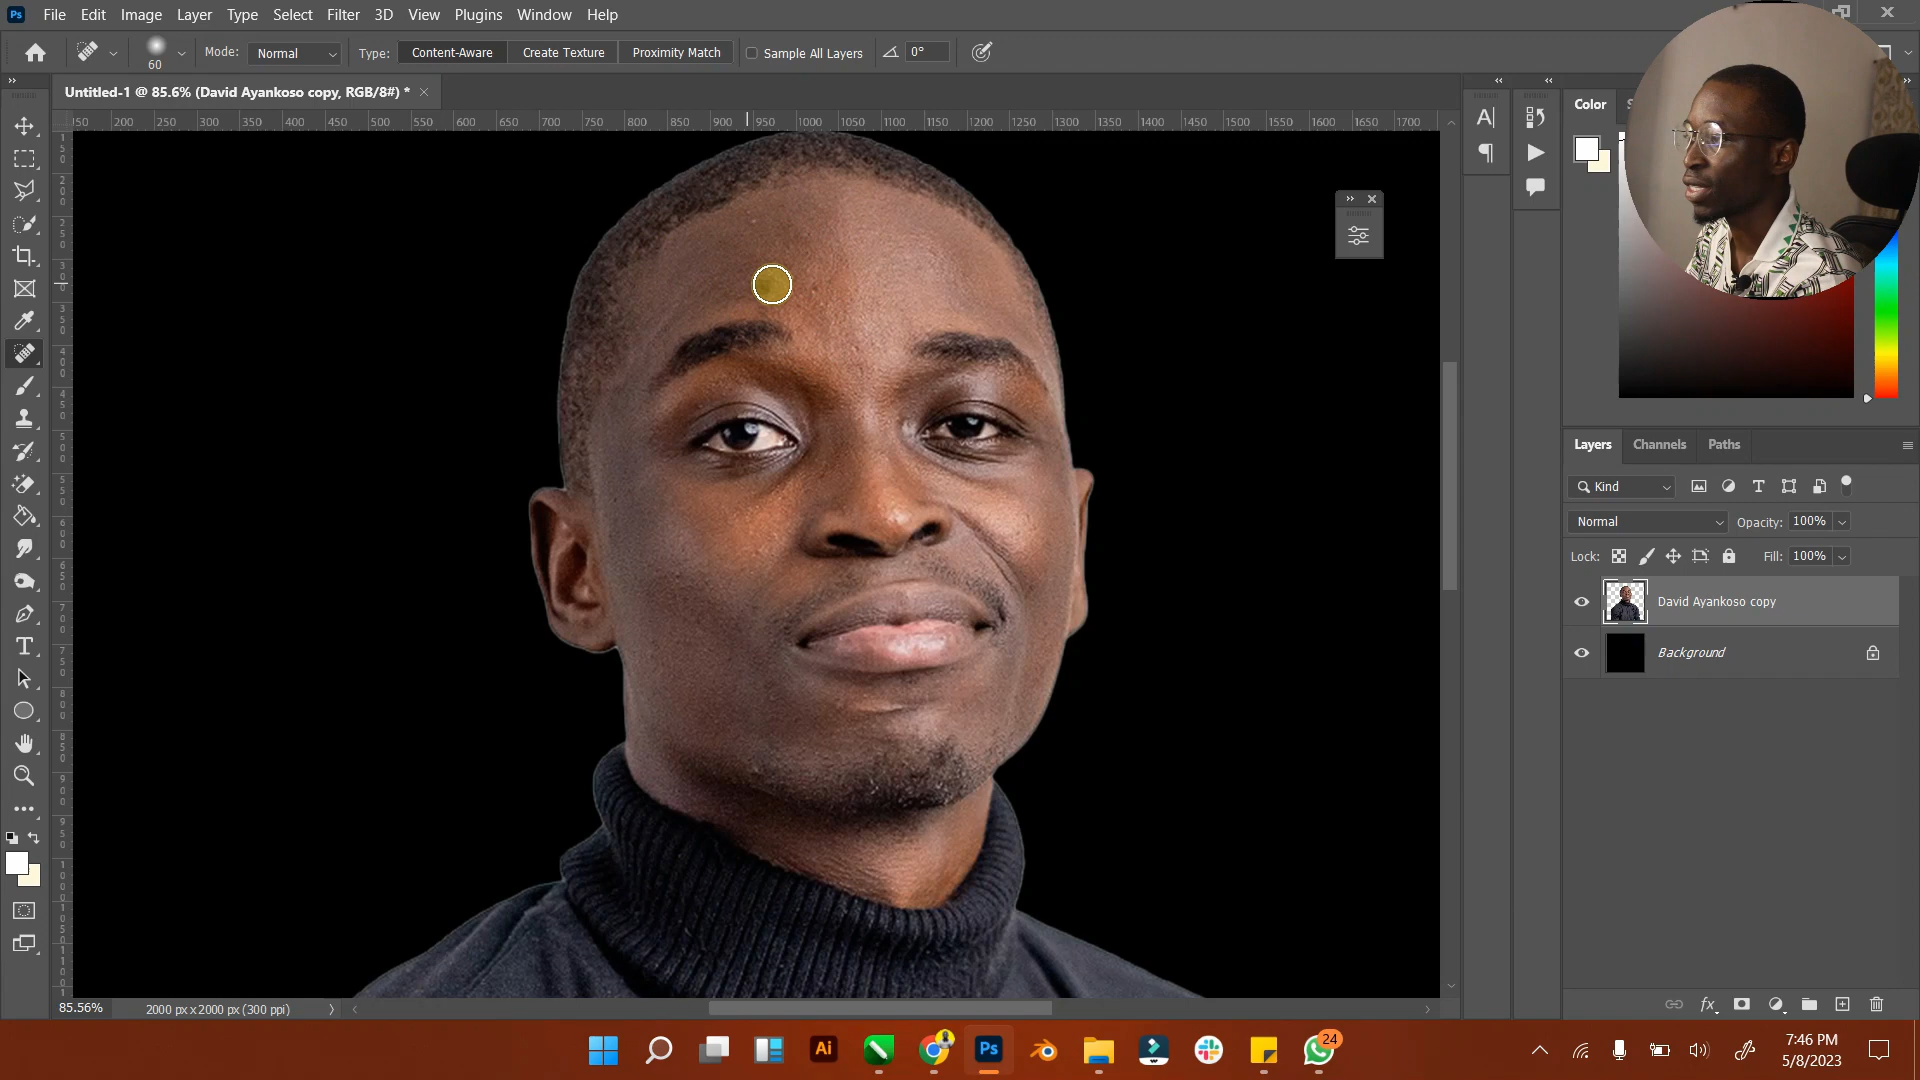 Ps File Edit Image Layer Type Select Filter 3D View Plugins Window Help
60 Mode: Normal Type: Content-Aware Create Texture Proximity Match Sample All Layers 0°
Untitled-1 @ 85.6% (David Ayankoso copy, RGB/8#) *
150 200 250 300 350 400 450 500 550 600 650 700 750 800 850 900 950 1000 1050 1100 1150 1200 1250 1300 1350 1400 1450 1500 1550 1600 1650 1700
Color
Layers Channels Paths
Kind
Normal Opacity: 100%
Lock: Fill: 100%
David Ayankoso copy
Background
fx
85.56% 2000 px x 2000 px (300 ppi)
Ai Ps 24
7:46 PM
5/8/2023